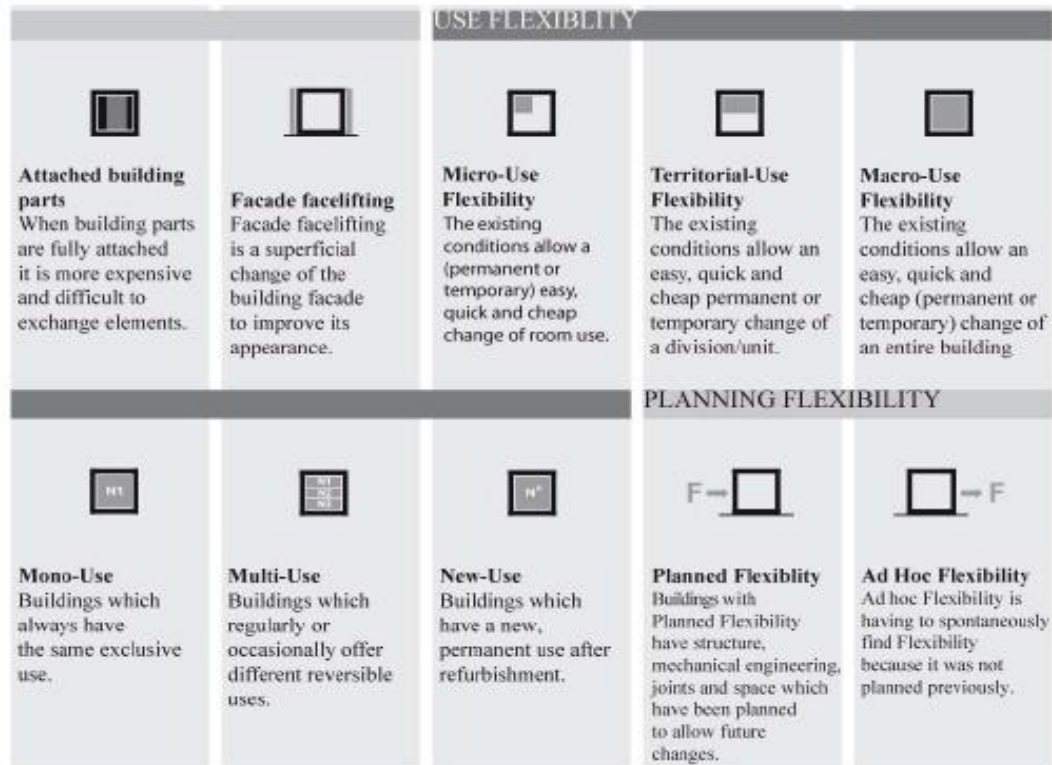 USE FLEXIBLITY
Attached building
parts
When building parts
are fully attached
it is more expensive
and difficult to
exchange elements.
Facade facelifting
Facade facelifting
is a superficial
change of the
building facade
to improve its
appearance.
Micro-Use
Flexibility
The existing
conditions allow a
(permanent or
temporary) easy,
quick and cheap
change of room use.
Territorial-Use
Flexibility
The existing
conditions allow an
easy, quick and
cheap permanent or
temporary change of
a division/unit.
Macro-Use
Flexibility
The existing
conditions allow an
easy, quick and
cheap (permanent or
temporary) change of
an entire building
PLANNING FLEXIBILITY
N1
Mono-Use
Buildings which
always have
the same exclusive
use.
N1
N2
N3
Multi-Use
Buildings which
regularly or
occasionally offer
different reversible
uses.
New-Use
Buildings which
have a new,
permanent use after
refurbishment.
F
Planned Flexiblity
Buildings with
Planned Flexibility
have structure,
mechanical engineering,
joints and space which
have been planned
to allow future
changes.
F
Ad Hoc Flexibility
Ad hoc Flexibility is
having to spontaneously
find Flexibility
because it was not
planned previously.